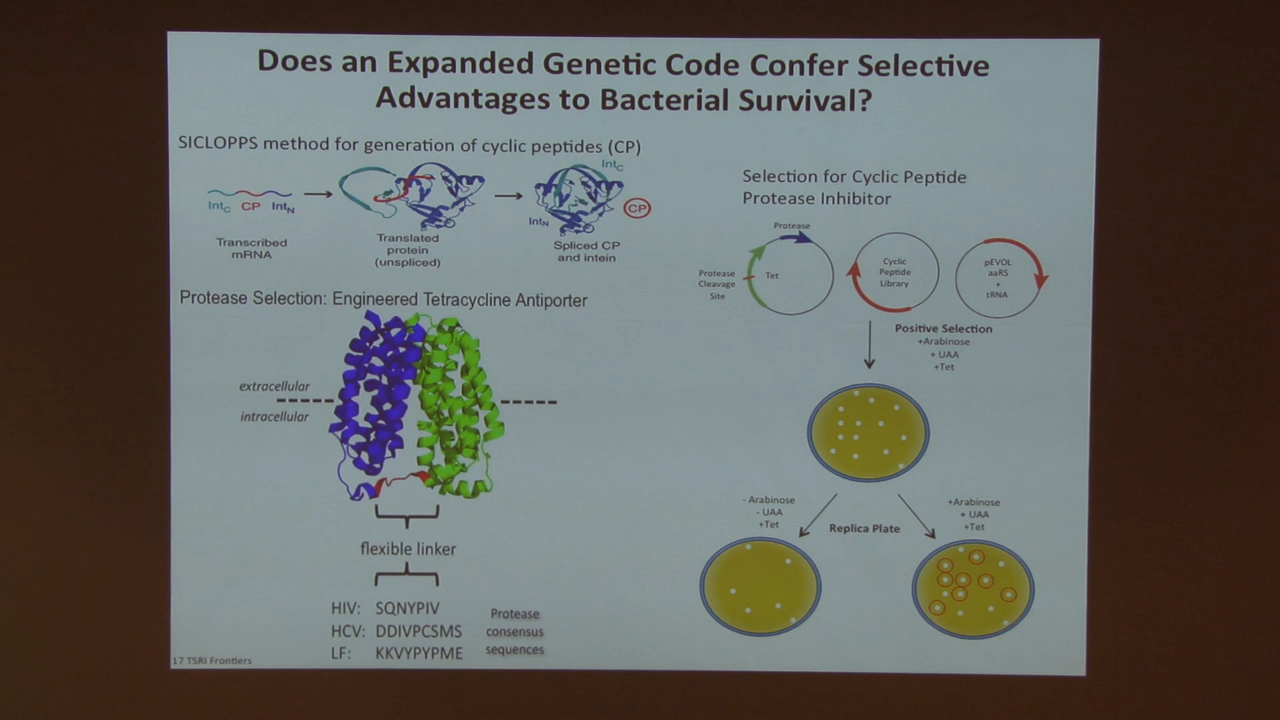 Does an Expanded Genetic Code Confer Selective
Advantages to Bacterial Survival?
SICLOPPS method for generation of cyclic peptides (CP)
IntC CP IntN
Transcribed
mRNA
Translated
protein
(unspliced)
IntC
CP
IntN
Spliced CP
and intein
Protease Selection: Engineered Tetracycline Antiporter
extracellular
intracellular
flexible linker
HIV: SQNYPIV
HCV: DDIVPCSMS
LF: KKVYPYPME
Protease
consensus
sequences
17 TSRI Frontiers
Selection for Cyclic Peptide
Protease Inhibitor
Protease
Tet
Protease
Cleavage
Site
Cyclic
Peptide
Library
pEVOL
aaRS
+
tRNA
Positive Selection
+Arabinose
+ UAA
+Tet
- Arabinose
- UAA
+Tet
Replica Plate
+Arabinose
+ UAA
+Tet